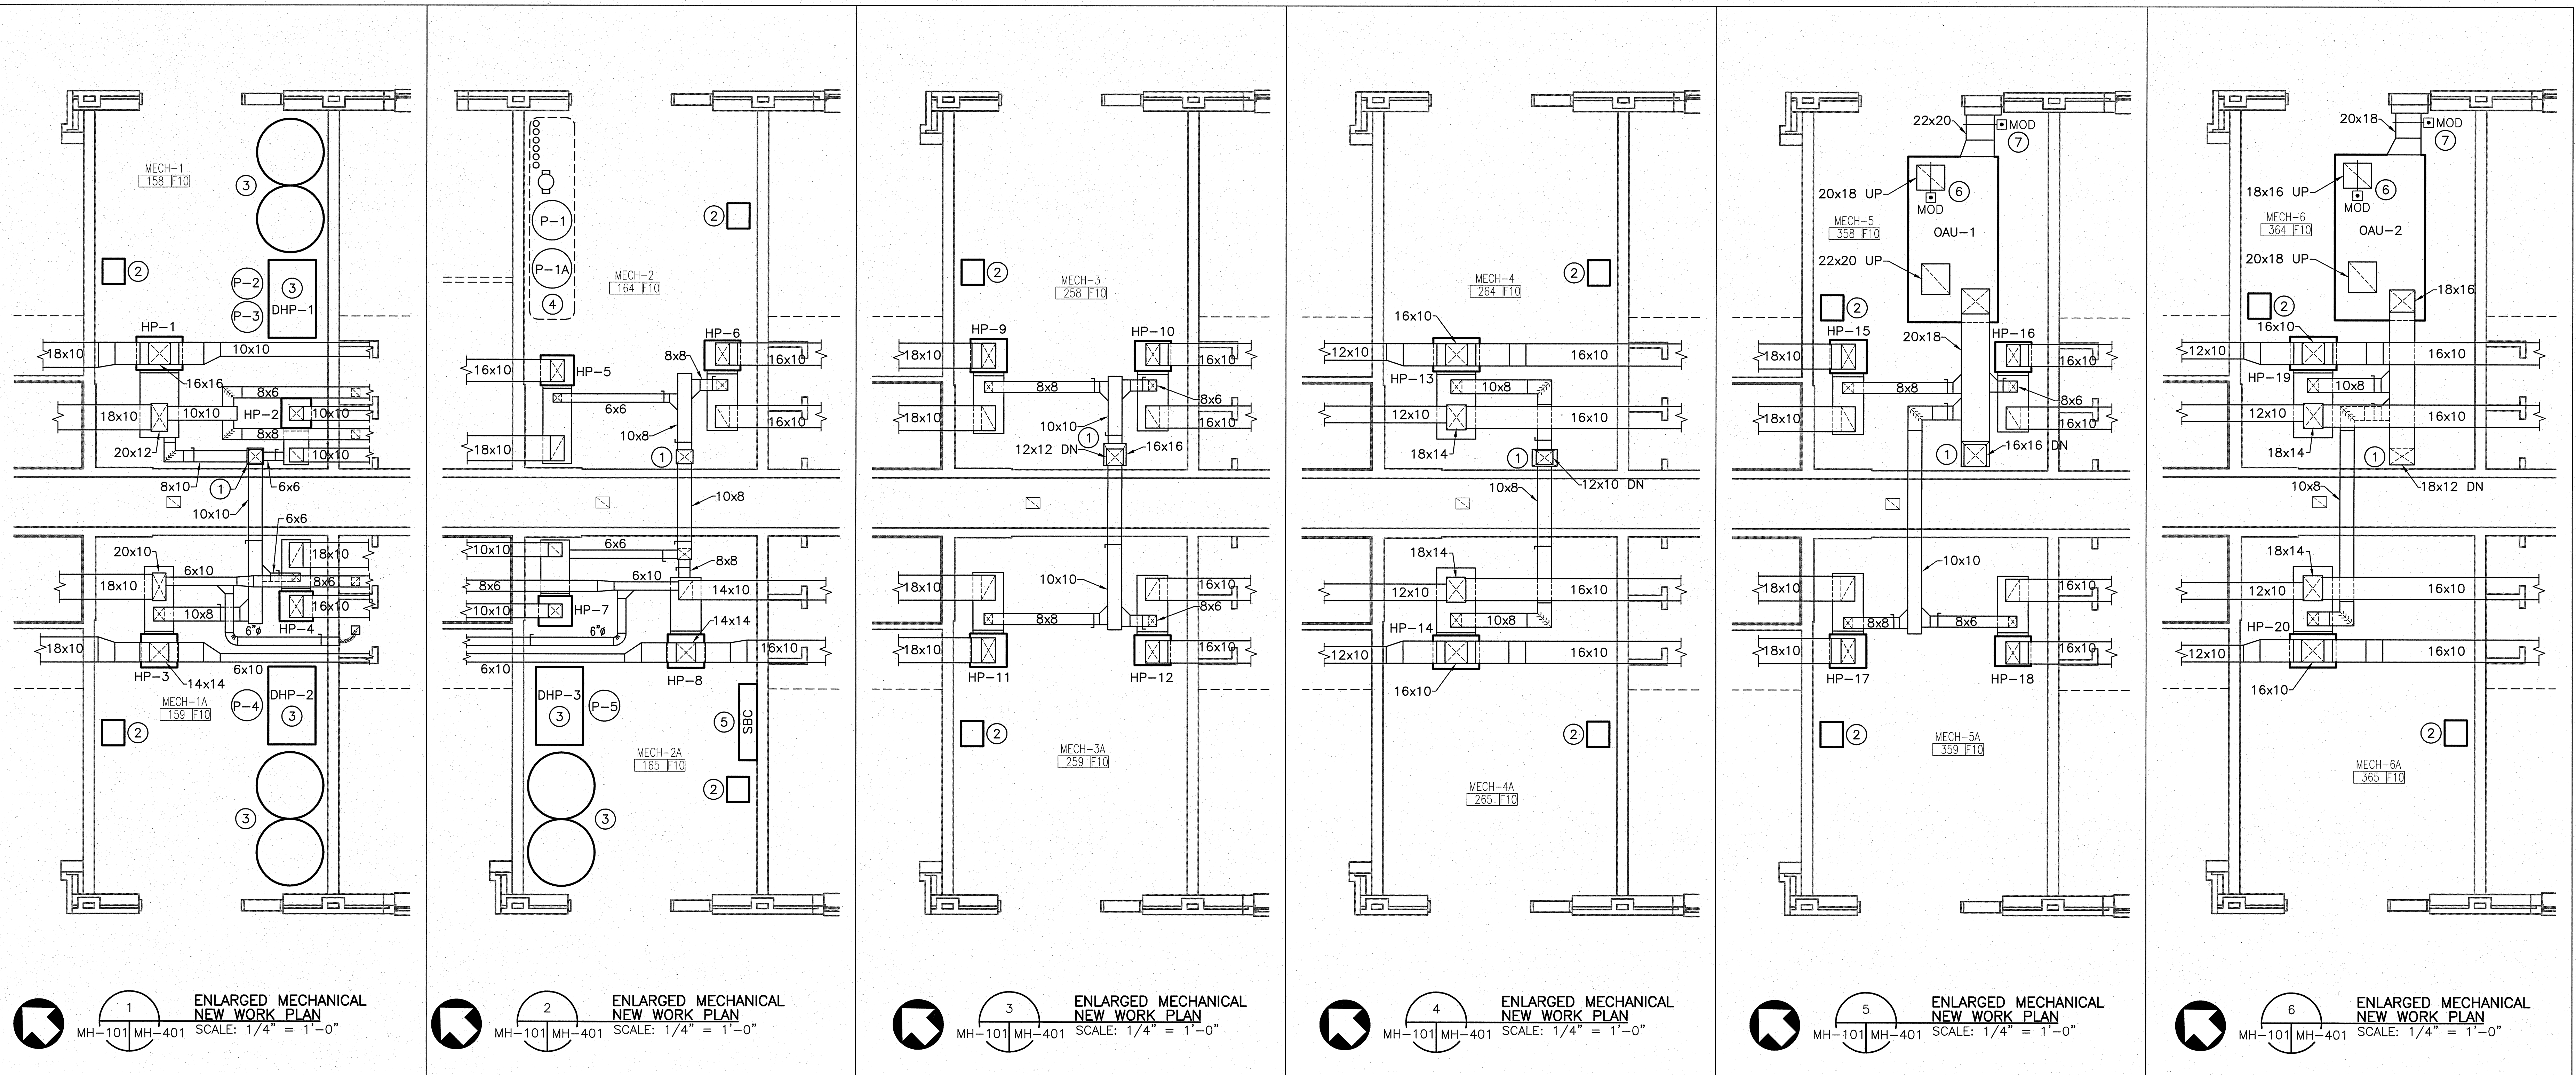 MECH-1
158 F10
3
2
P-2
P-3
3
DHP-1
HP-1
18x10
10x10
16x16
8x6
18x10
10x10
HP-2
10x10
8x8
20x12
10x10
8x10
1
6x6
10x10
6x6
20x10
18x10
18x10
6x10
8x6
10x8
16x10
6"ø
HP-4
18x10
6x10
HP-3
14x14
MECH-1A
159 F10
P-4
DHP-2
3
2
3
1
MH-101
MH-401
ENLARGED MECHANICAL
NEW WORK PLAN
SCALE: 1/4" = 1'-0"
P-1
P-1A
4
MECH-2
164 F10
2
HP-6
8x8
16x10
16x10
HP-5
6x6
16x10
10x8
18x10
1
10x8
10x10
6x6
8x8
8x6
6x10
14x10
10x10
HP-7
14x14
6"ø
16x10
6x10
HP-8
DHP-3
3
P-5
5
SBC
MECH-2A
165 F10
2
3
2
MH-101
MH-401
ENLARGED MECHANICAL
NEW WORK PLAN
SCALE: 1/4" = 1'-0"
2
MECH-3
258 F10
HP-9
HP-10
18x10
16x10
8x8
8x6
18x10
10x10
16x10
1
12x12 DN
16x16
18x10
10x10
16x10
8x8
8x6
18x10
16x10
HP-11
HP-12
2
MECH-3A
259 F10
3
MH-101
MH-401
ENLARGED MECHANICAL
NEW WORK PLAN
SCALE: 1/4" = 1'-0"
MECH-4
264 F10
2
16x10
12x10
16x10
HP-13
10x8
12x10
16x10
18x14
1
12x10 DN
10x8
18x14
12x10
16x10
HP-14
10x8
12x10
16x10
16x10
2
MECH-4A
265 F10
4
MH-101
MH-401
ENLARGED MECHANICAL
NEW WORK PLAN
SCALE: 1/4" = 1'-0"
22x20
MOD
7
20x18 UP
6
MOD
MECH-5
358 F10
OAU-1
22x20 UP
2
HP-15
20x18
HP-16
18x10
16x10
8x8
8x6
18x10
16x10
1
16x16 DN
10x10
18x10
16x10
8x8
8x6
18x10
16x10
HP-17
HP-18
2
MECH-5A
359 F10
5
MH-101
MH-401
ENLARGED MECHANICAL
NEW WORK PLAN
SCALE: 1/4" = 1'-0"
20x18
MOD
7
18x16 UP
6
MOD
MECH-6
364 F10
OAU-2
20x18 UP
18x16
2
16x10
12x10
16x10
HP-19
10x8
12x10
16x10
18x14
1
10x8
18x12 DN
18x14
12x10
16x10
HP-20
12x10
16x10
16x10
2
MECH-6A
365 F10
6
MH-101
MH-401
ENLARGED MECHANICAL
NEW WORK PLAN
SCALE: 1/4" = 1'-0"